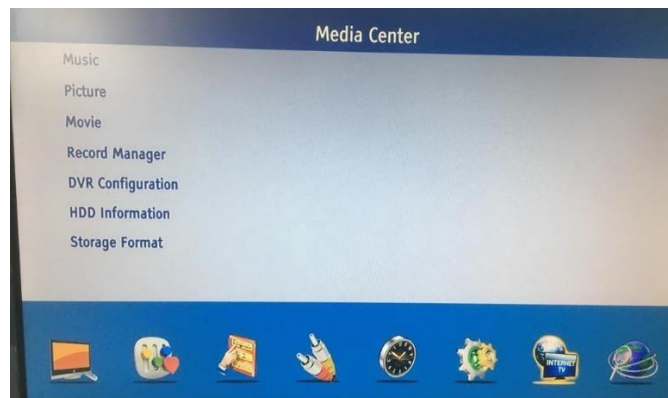 Media Center
Music
Picture
Movie
Record Manager
DVR Configuration
HDD Information
Storage Format
INTERNET
TV